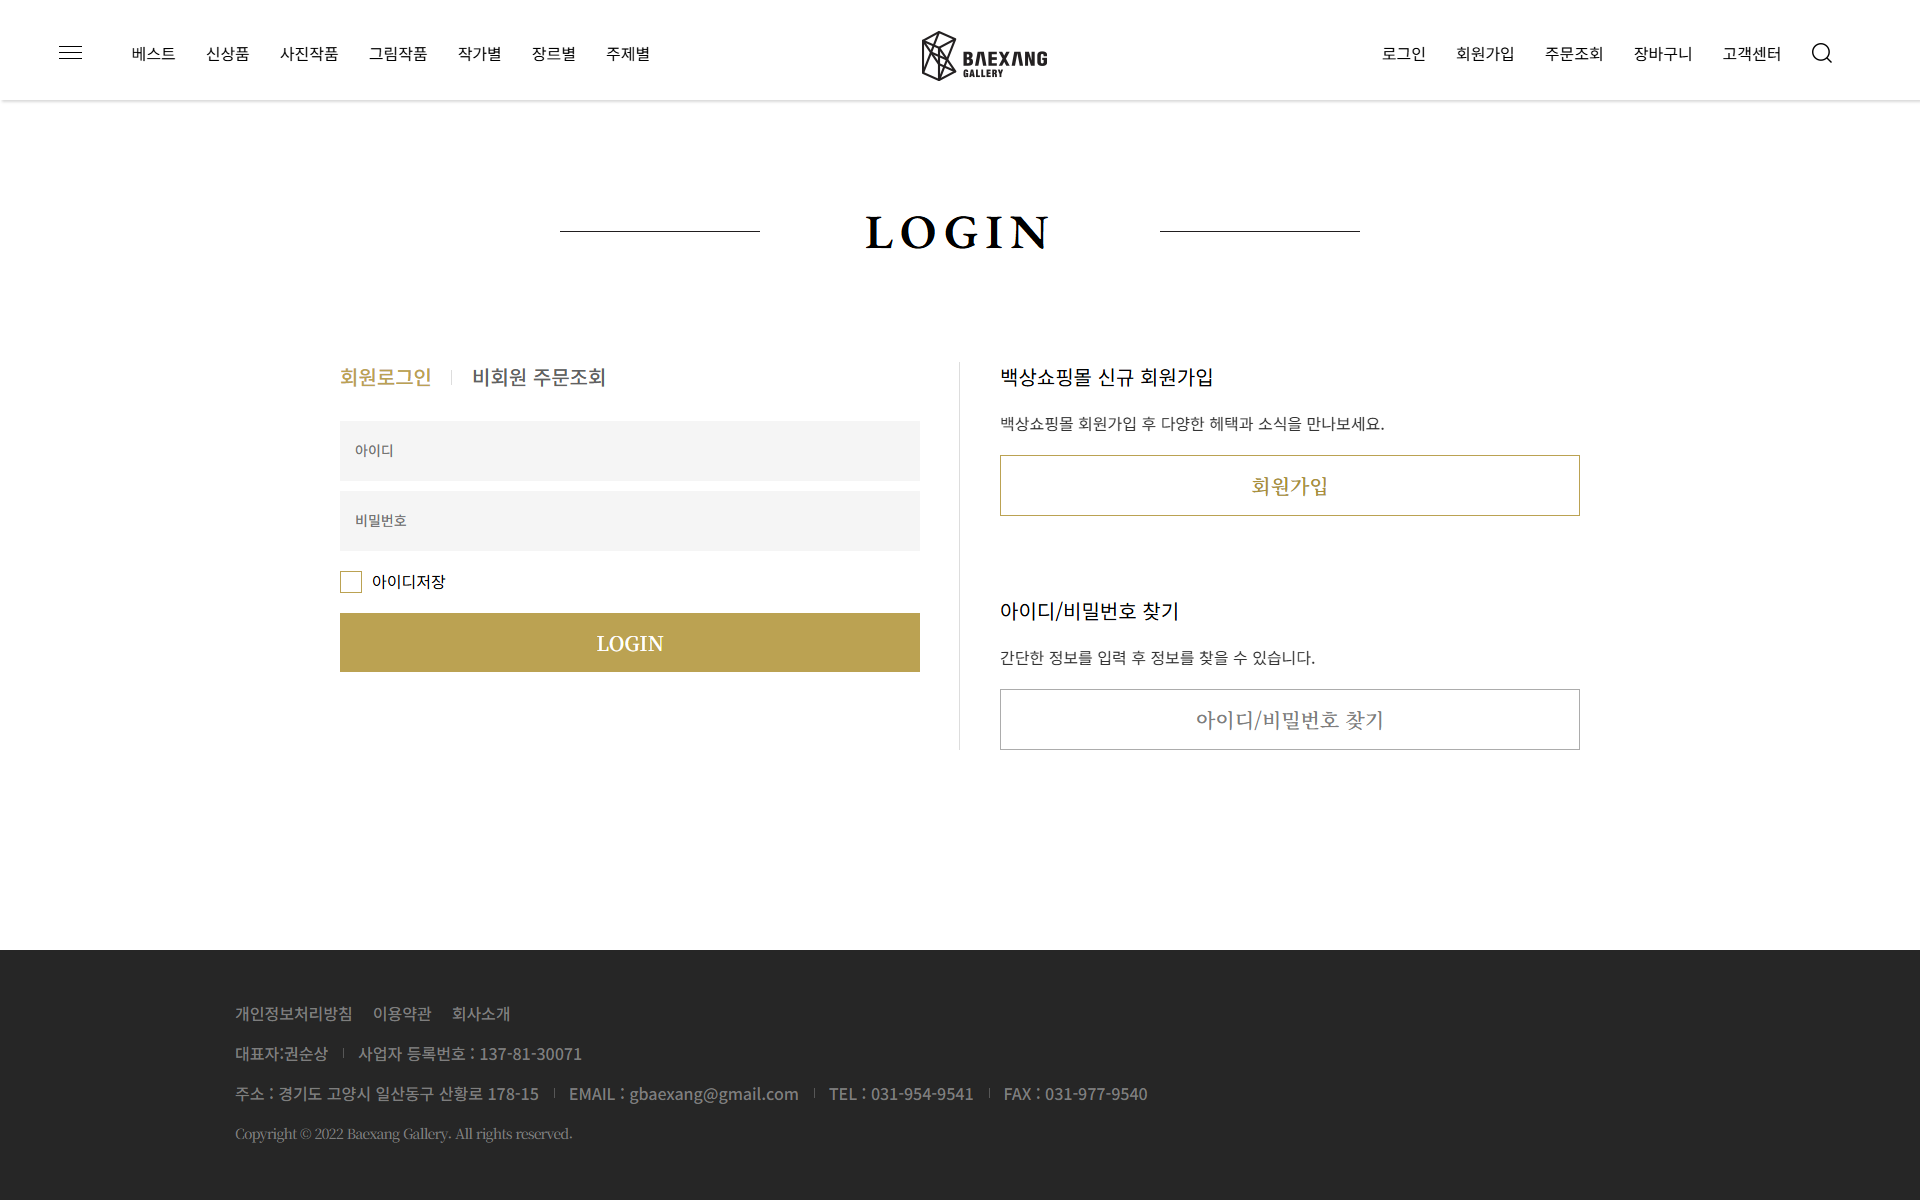 베스트 신상품 사진작품 그림작품 작가별 장르별 주제별
BAEXANG
GALLERY
로그인 회원가입 주문조회 장바구니 고객센터
LOGIN
회원로그인 비회원 주문조회
아이디
비밀번호
아이디저장
LOGIN
백상쇼핑몰 신규 회원가입
백상쇼핑몰 회원가입 후 다양한 헤택과 소식을 만나보세요.
회원가입
아이디/비밀번호 찾기
간단한 정보를 입력 후 정보를 찾을 수 있습니다.
아이디/비밀번호 찾기
개인정보처리방침 이용약관 회사소개
대표자:권순상 사업자 등록번호 : 137-81-30071
주소 : 경기도 고양시 일산동구 산황로 178-15 EMAIL : gbaexang@gmail.com TEL : 031-954-9541 FAX : 031-977-9540
Copyright © 2022 Baexang Gallery. All rights reserved.